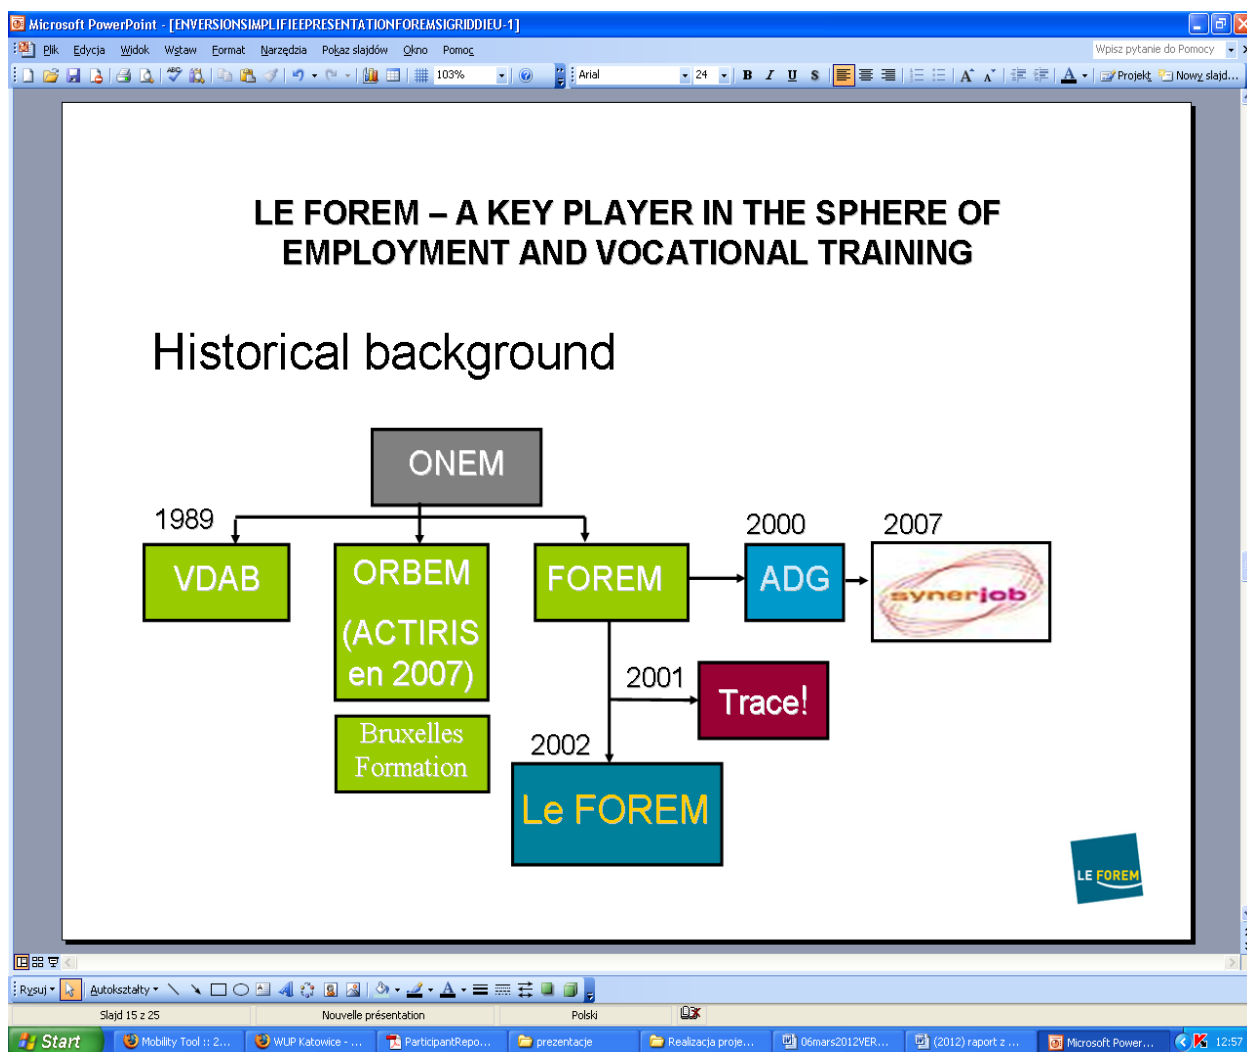 Microsoft PowerPoint - [ENVERSIONSIMPLIFIEEPRESENTATIONFOREMSIGRIDDIEU-1]
Plik Edycja Widok Wstaw Format Narzędzia Pokaz slajdów Okno Pomoc
Wpisz pytanie do Pomocy
103% Arial 24 B I U S Projekt Nowy slajd...
LE FOREM – A KEY PLAYER IN THE SPHERE OF
EMPLOYMENT AND VOCATIONAL TRAINING
Historical background
ONEM
1989
2000
2007
VDAB
ORBEM
(ACTIRIS
en 2007)
FOREM
ADG
synerjob
2001
Trace!
Bruxelles
Formation
2002
Le FOREM
LE FOREM
Rysuj Autokształty
Slajd 15 z 25 Nouvelle présentation Polski
Start Mobility Tool :: 2... WUP Katowice - ... ParticipantRepo... prezentacje Realizacja proje... 06mars2012VER... (2012) raport z ... Microsoft Power... 12:57